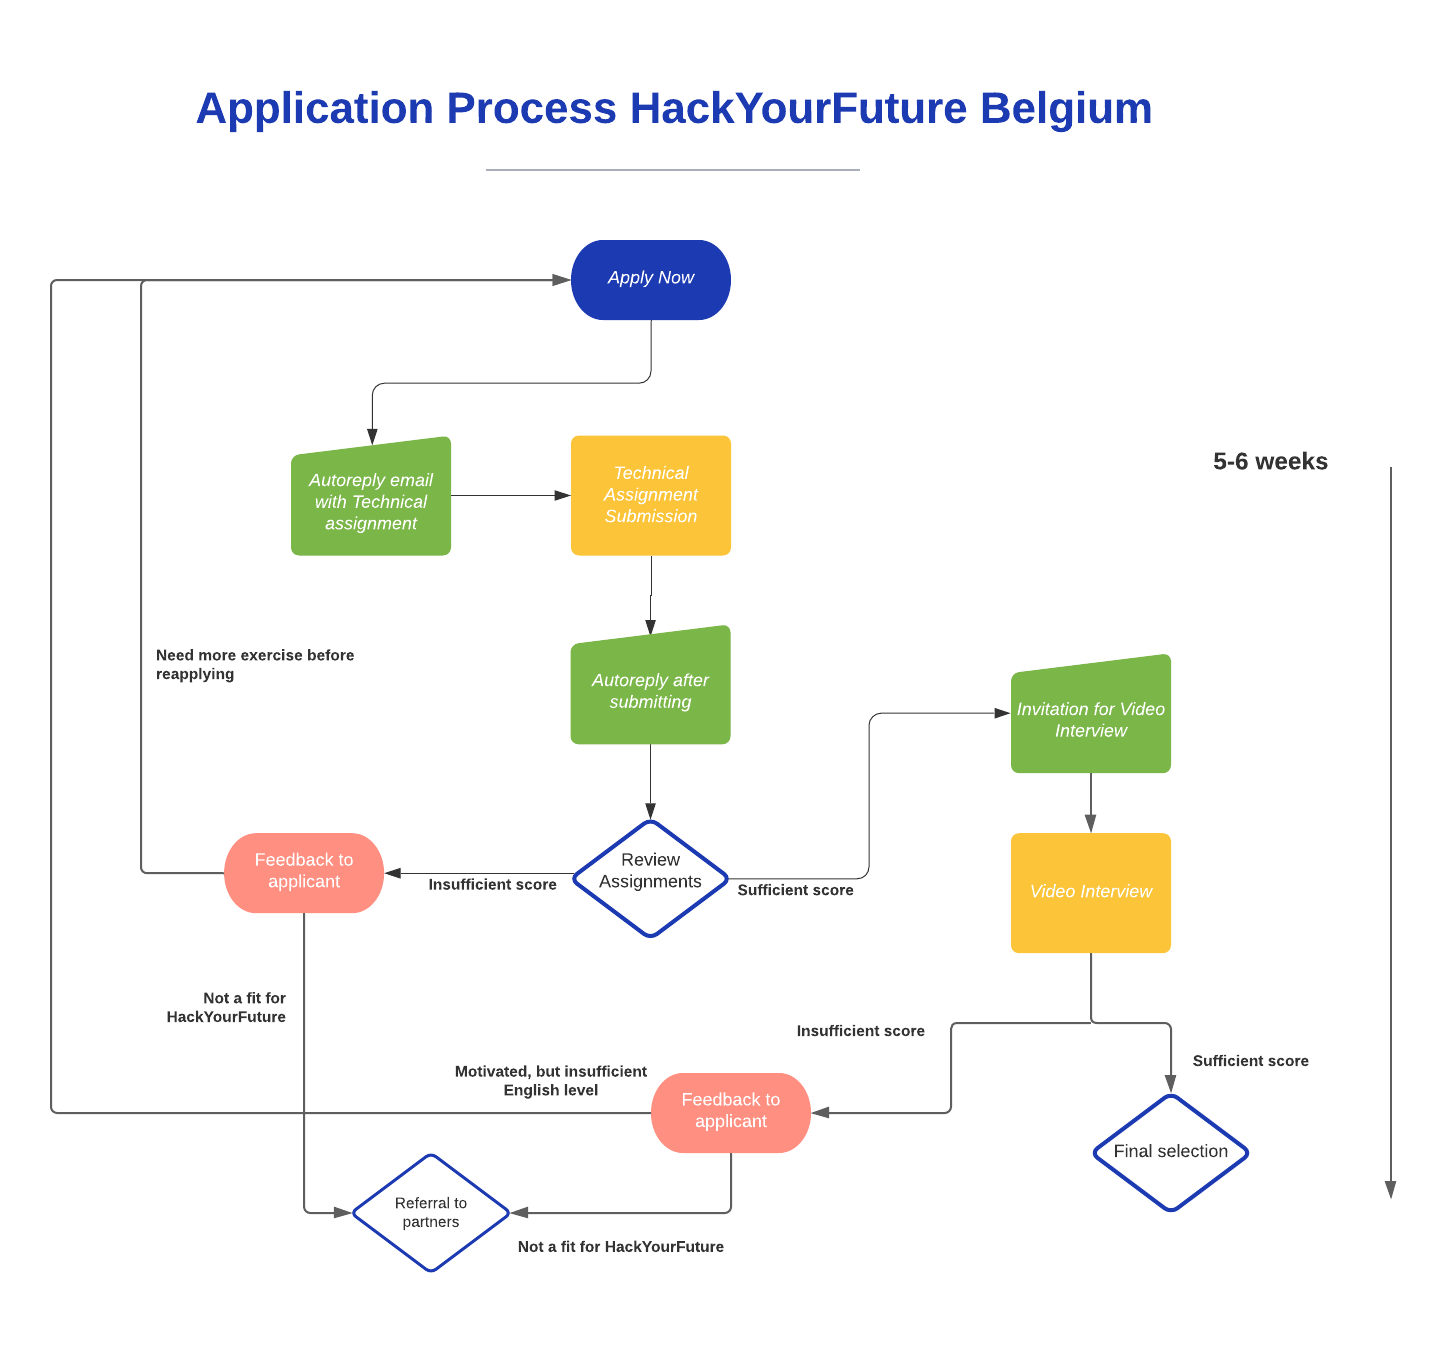 Application Process HackYourFuture Belgium
Apply Now
Autoreply email
with Technical
assignment
Technical
Assignment
Submission
5-6 weeks
Need more exercise before
reapplying
Autoreply after
submitting
Invitation for Video
Interview
Feedback to
applicant
Insufficient score
Review
Assignments
Sufficient score
Video Interview
Not a fit for
HackYourFuture
Insufficient score
Sufficient score
Motivated, but insufficient
English level
Feedback to
applicant
Final selection
Referral to
partners
Not a fit for HackYourFuture